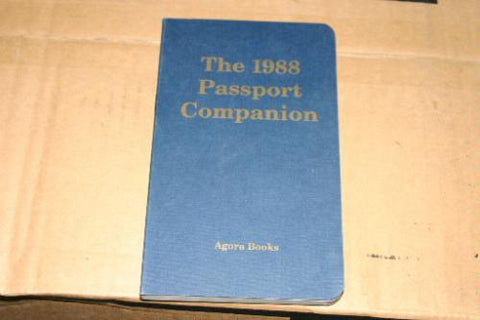 The 1988
Passport
Companion
Agora Books